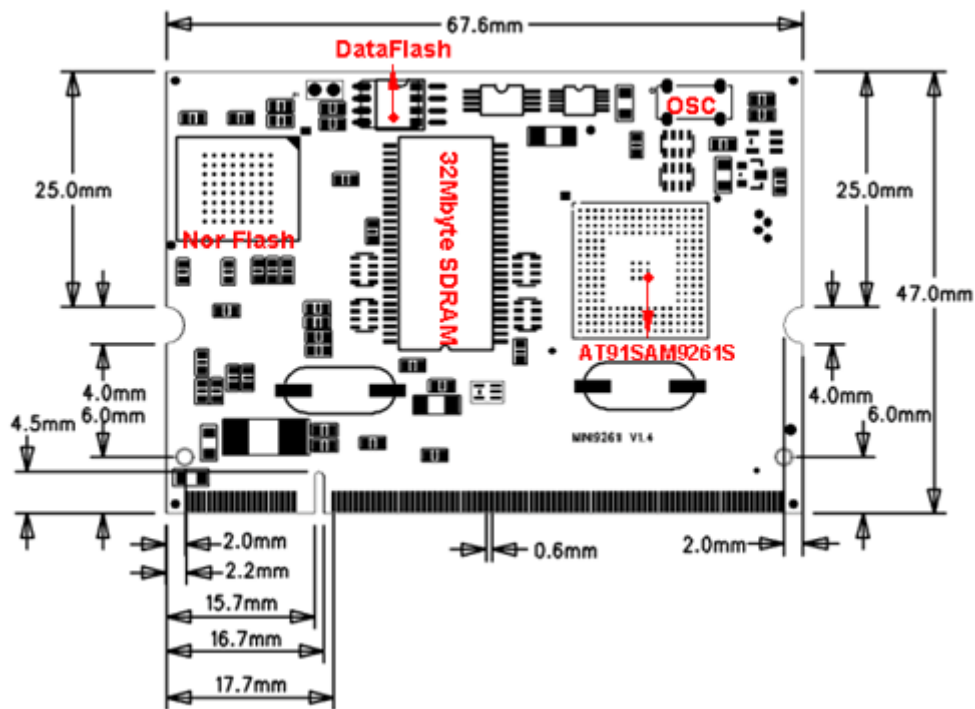 67.6mm
DataFlash
OSC
25.0mm
25.0mm
Nor Flash
32Mbyte SDRAM
47.0mm
AT91SAM9261S
4.0mm
4.0mm
6.0mm
6.0mm
4.5mm
MINI9261 V1.4
2.0mm
0.6mm
2.0mm
2.2mm
15.7mm
16.7mm
17.7mm